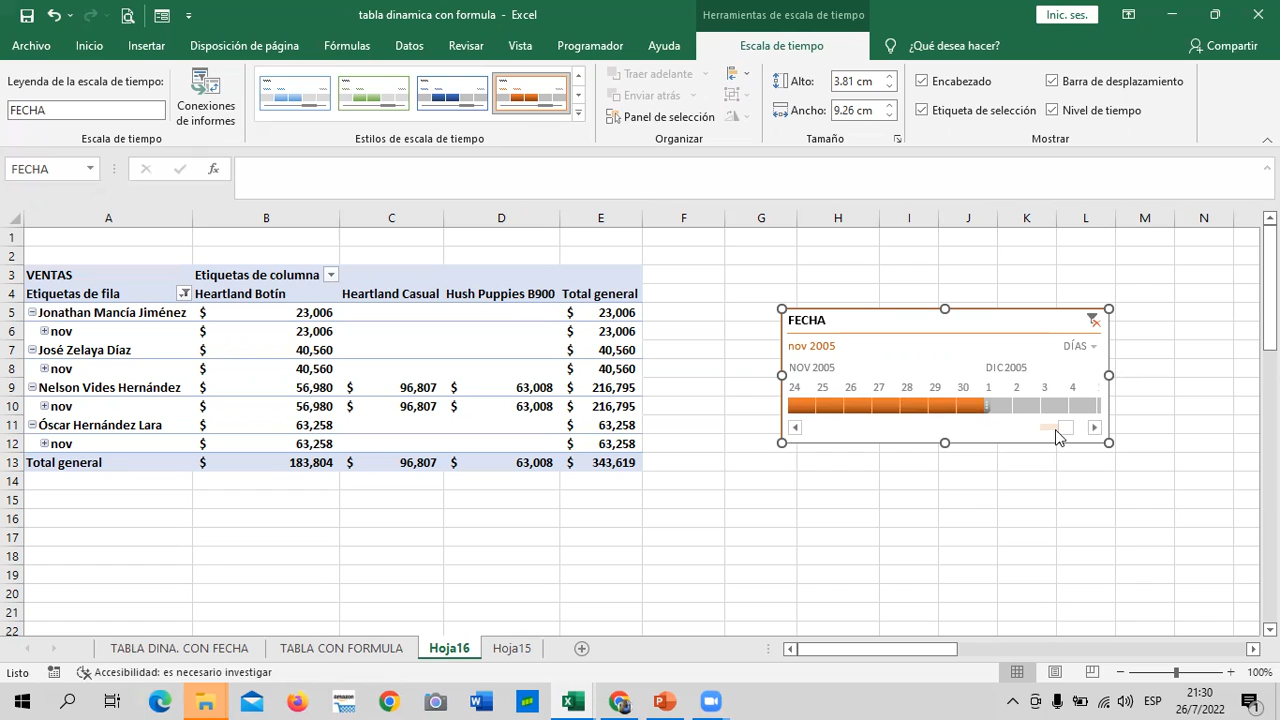 tabla dinamica con formula - Excel
Herramientas de escala de tiempo
Inic. ses.
Archivo Inicio Insertar Disposición de página Fórmulas Datos Revisar Vista Programador Ayuda Escala de tiempo ¿Qué desea hacer? Compartir
Leyenda de la escala de tiempo:
FECHA
Conexiones de informes
Escala de tiempo
Estilos de escala de tiempo
Traer adelante
Enviar atrás
Panel de selección
Organizar
Alto: 3.81 cm
Ancho: 9.26 cm
Tamaño
Encabezado Barra de desplazamiento
Etiqueta de selección Nivel de tiempo
Mostrar
FECHA fx
A B C D E F G H I J K L M N
1
2
3 VENTAS Etiquetas de columna
4 Etiquetas de fila Heartland Botín Heartland Casual Hush Puppies B900 Total general
5 Jonathan Mancía Jiménez $ 23,006 $ 23,006
6 nov $ 23,006 $ 23,006
7 José Zelaya Díaz $ 40,560 $ 40,560
8 nov $ 40,560 $ 40,560
9 Nelson Vides Hernández $ 56,980 $ 96,807 $ 63,008 $ 216,795
10 nov $ 56,980 $ 96,807 $ 63,008 $ 216,795
11 Óscar Hernández Lara $ 63,258 $ 63,258
12 nov $ 63,258 $ 63,258
13 Total general $ 183,804 $ 96,807 $ 63,008 $ 343,619
14
15
16
17
18
19
20
21
22
FECHA
nov 2005 DÍAS
NOV 2005 DIC 2005
24 25 26 27 28 29 30 1 2 3 4
TABLA DINA. CON FECHA TABLA CON FORMULA Hoja16 Hoja15
Listo Accesibilidad: es necesario investigar 100%
amazon
ESP
21:30
26/7/2022
1